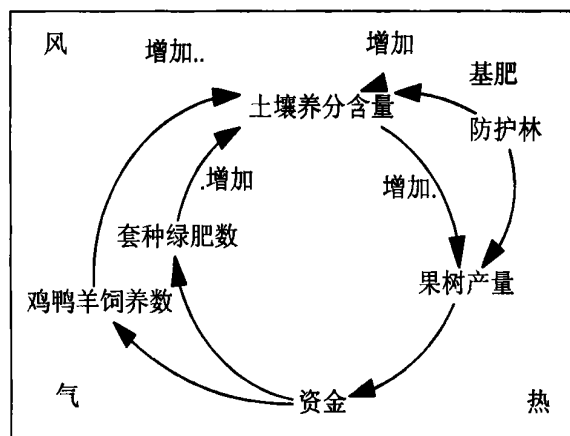 风
增加..
增加
基肥
土壤养分含量
防护林
.增加
增加.
套种绿肥数
果树产量
鸡鸭羊饲养数
气
资金
热